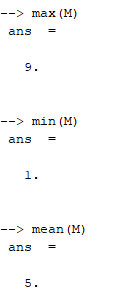 --> max(M)
ans  =
9.
--> min(M)
ans  =
1.
--> mean(M)
ans  =
5.